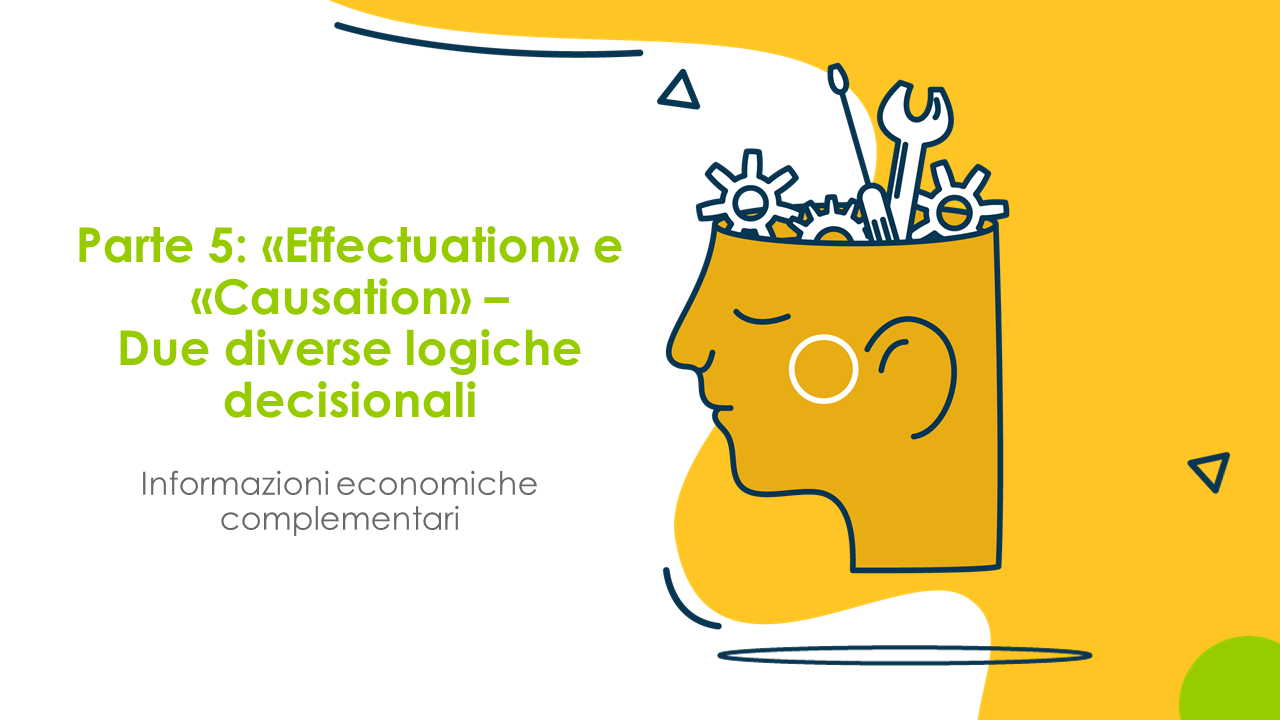 Parte 5: «Effectuation» e
«Causation» –
Due diverse logiche
decisionali
Informazioni economiche
complementari